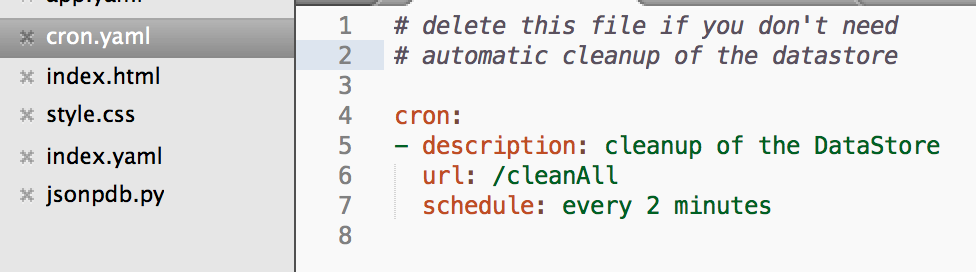 app.yaml
cron.yaml
index.html
style.css
index.yaml
jsonpdb.py
1 # delete this file if you don't need
2 # automatic cleanup of the datastore
3
4 cron:
5 - description: cleanup of the DataStore
6 url: /cleanAll
7 schedule: every 2 minutes
8